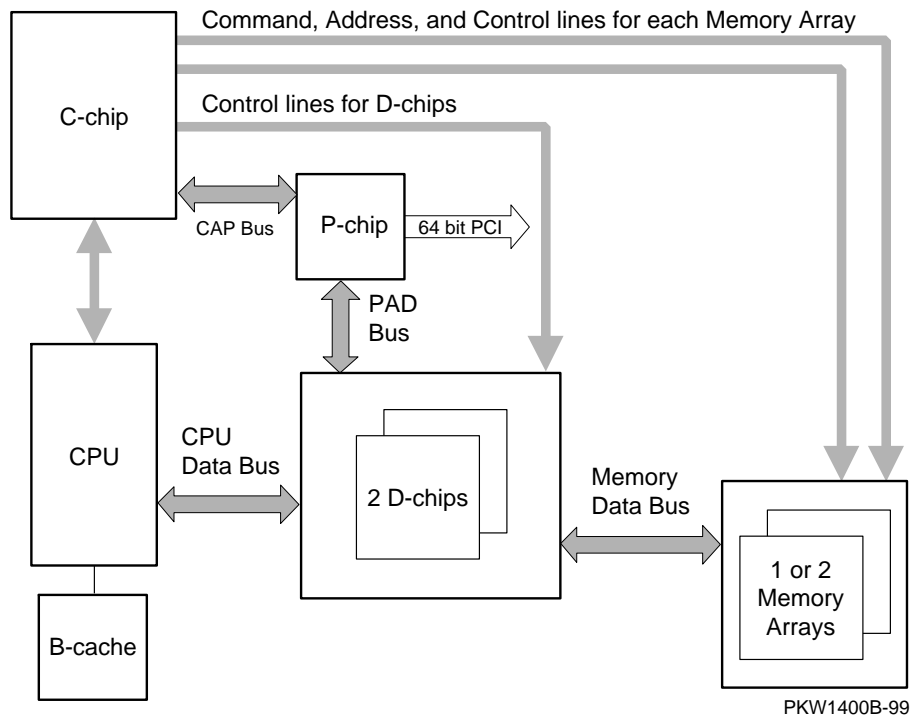 Command, Address, and Control lines for each Memory Array
C-chip
Control lines for D-chips
CAP Bus
P-chip
64 bit PCI
PAD
Bus
CPU
CPU
Data Bus
2 D-chips
Memory
Data Bus
1 or 2
Memory
Arrays
B-cache
PKW1400B-99